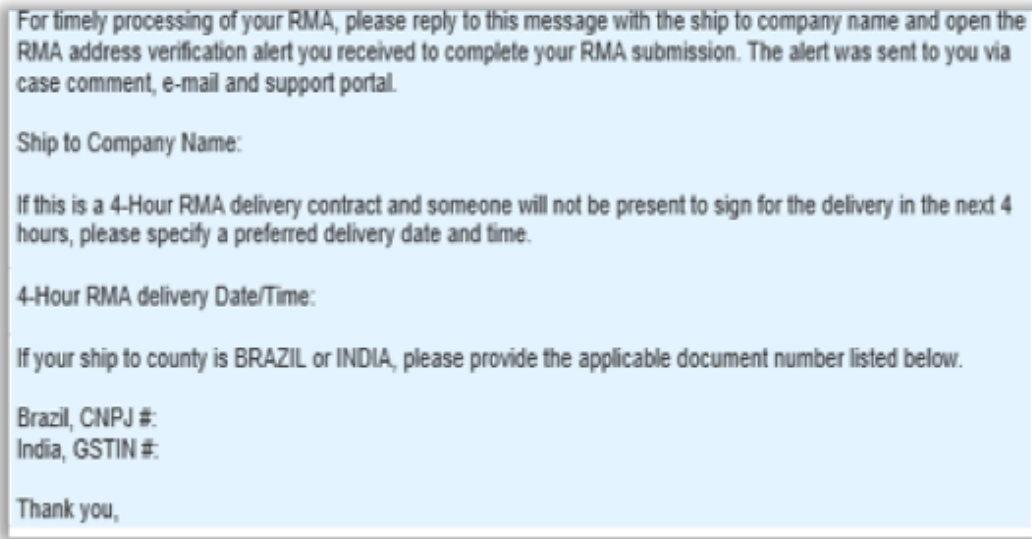 For timely processing of your RMA, please reply to this message with the ship to company name and open the
RMA address verification alert you received to complete your RMA submission. The alert was sent to you via
case comment, e-mail and support portal.
Ship to Company Name:
If this is a 4-Hour RMA delivery contract and someone will not be present to sign for the delivery in the next 4
hours, please specify a preferred delivery date and time.
4-Hour RMA delivery Date/Time:
If your ship to county is BRAZIL or INDIA, please provide the applicable document number listed below.
Brazil, CNPJ #:
India, GSTIN #:
Thank you,